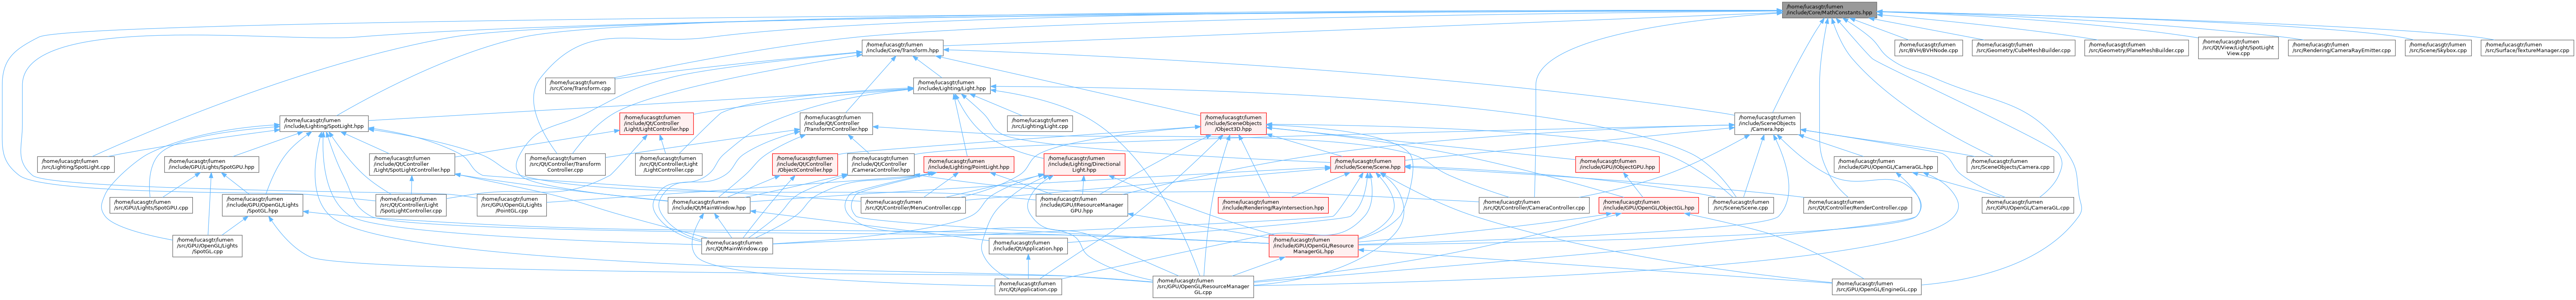 /home/lucasgtr/lumen
/include/Core/MathConstants.hpp
/home/lucasgtr/lumen
/include/Core/Transform.hpp
/home/lucasgtr/lumen
/src/BVH/BVHNode.cpp
/home/lucasgtr/lumen
/src/Geometry/CubeMeshBuilder.cpp
/home/lucasgtr/lumen
/src/Geometry/PlaneMeshBuilder.cpp
/home/lucasgtr/lumen
/src/Qt/View/Light/SpotLight
View.cpp
/home/lucasgtr/lumen
/src/Rendering/CameraRayEmitter.cpp
/home/lucasgtr/lumen
/src/Scene/Skybox.cpp
/home/lucasgtr/lumen
/src/Surface/TextureManager.cpp
/home/lucasgtr/lumen
/src/Core/Transform.cpp
/home/lucasgtr/lumen
/include/Lighting/Light.hpp
/home/lucasgtr/lumen
/include/Lighting/SpotLight.hpp
/home/lucasgtr/lumen
/include/Qt/Controller
/Light/LightController.hpp
/home/lucasgtr/lumen
/include/Qt/Controller
/TransformController.hpp
/home/lucasgtr/lumen
/src/Lighting/Light.cpp
/home/lucasgtr/lumen
/include/SceneObjects
/Object3D.hpp
/home/lucasgtr/lumen
/include/SceneObjects
/Camera.hpp
/home/lucasgtr/lumen
/src/Lighting/SpotLight.cpp
/home/lucasgtr/lumen
/include/GPU/Lights/SpotGPU.hpp
/home/lucasgtr/lumen
/include/Qt/Controller
/Light/SpotLightController.hpp
/home/lucasgtr/lumen
/src/Qt/Controller/Transform
Controller.cpp
/home/lucasgtr/lumen
/src/Qt/Controller/Light
/LightController.cpp
/home/lucasgtr/lumen
/include/Qt/Controller
/ObjectController.hpp
/home/lucasgtr/lumen
/include/Qt/Controller
/CameraController.hpp
/home/lucasgtr/lumen
/include/Lighting/PointLight.hpp
/home/lucasgtr/lumen
/include/Lighting/Directional
Light.hpp
/home/lucasgtr/lumen
/include/Scene/Scene.hpp
/home/lucasgtr/lumen
/include/GPU/IObjectGPU.hpp
/home/lucasgtr/lumen
/include/GPU/OpenGL/CameraGL.hpp
/home/lucasgtr/lumen
/src/SceneObjects/Camera.cpp
/home/lucasgtr/lumen
/src/GPU/Lights/SpotGPU.cpp
/home/lucasgtr/lumen
/include/GPU/OpenGL/Lights
/SpotGL.hpp
/home/lucasgtr/lumen
/src/Qt/Controller/Light
/SpotLightController.cpp
/home/lucasgtr/lumen
/src/GPU/OpenGL/Lights
/PointGL.cpp
/home/lucasgtr/lumen
/include/Qt/MainWindow.hpp
/home/lucasgtr/lumen
/src/Qt/Controller/MenuController.cpp
/home/lucasgtr/lumen
/include/GPU/IResourceManager
GPU.hpp
/home/lucasgtr/lumen
/include/Rendering/RayIntersection.hpp
/home/lucasgtr/lumen
/src/Qt/Controller/CameraController.cpp
/home/lucasgtr/lumen
/include/GPU/OpenGL/ObjectGL.hpp
/home/lucasgtr/lumen
/src/Scene/Scene.cpp
/home/lucasgtr/lumen
/src/Qt/Controller/RenderController.cpp
/home/lucasgtr/lumen
/src/GPU/OpenGL/CameraGL.cpp
/home/lucasgtr/lumen
/src/GPU/OpenGL/Lights
/SpotGL.cpp
/home/lucasgtr/lumen
/src/Qt/MainWindow.cpp
/home/lucasgtr/lumen
/include/Qt/Application.hpp
/home/lucasgtr/lumen
/include/GPU/OpenGL/Resource
ManagerGL.hpp
/home/lucasgtr/lumen
/src/Qt/Application.cpp
/home/lucasgtr/lumen
/src/GPU/OpenGL/ResourceManager
GL.cpp
/home/lucasgtr/lumen
/src/GPU/OpenGL/EngineGL.cpp